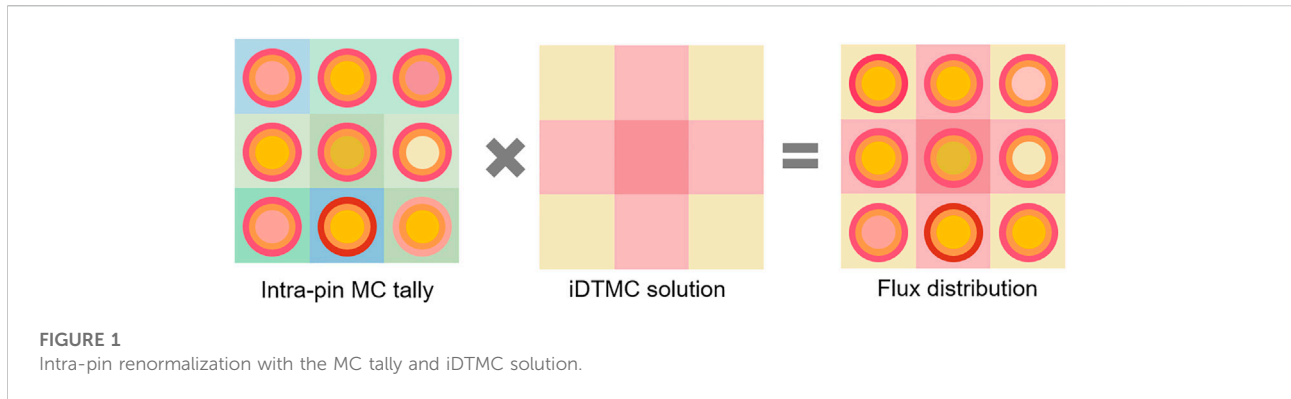 Intra-pin MC tally
iDTMC solution
Flux distribution
FIGURE 1
Intra-pin renormalization with the MC tally and iDTMC solution.